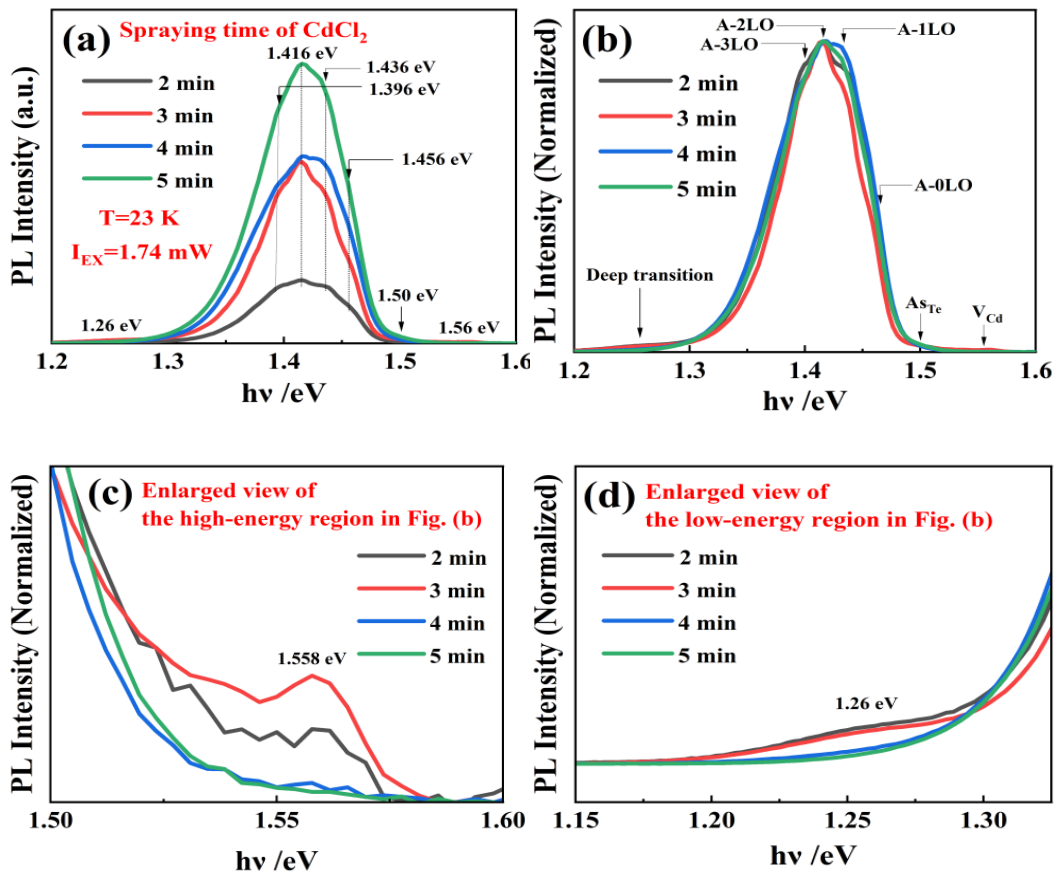 (a)
Spraying time of CdCl₂
1.416 eV
1.436 eV
1.396 eV
1.456 eV
2 min
3 min
4 min
5 min
T=23 K
I_EX=1.74 mW
1.26 eV
1.50 eV
1.56 eV
PL Intensity (a.u.)
1.2 1.3 1.4 1.5 1.6
hν /eV
(b)
A-2LO
A-1LO
A-3LO
2 min
3 min
4 min
5 min
A-0LO
Deep transition
As_Te
V_Cd
PL Intensity (Normalized)
1.2 1.3 1.4 1.5 1.6
hν /eV
(c)
Enlarged view of
the high-energy region in Fig. (b)
2 min
3 min
4 min
5 min
1.558 eV
PL Intensity (Normalized)
1.50 1.55 1.60
hν /eV
(d)
Enlarged view of
the low-energy region in Fig. (b)
2 min
3 min
4 min
5 min
1.26 eV
PL Intensity (Normalized)
1.15 1.20 1.25 1.30
hν /eV